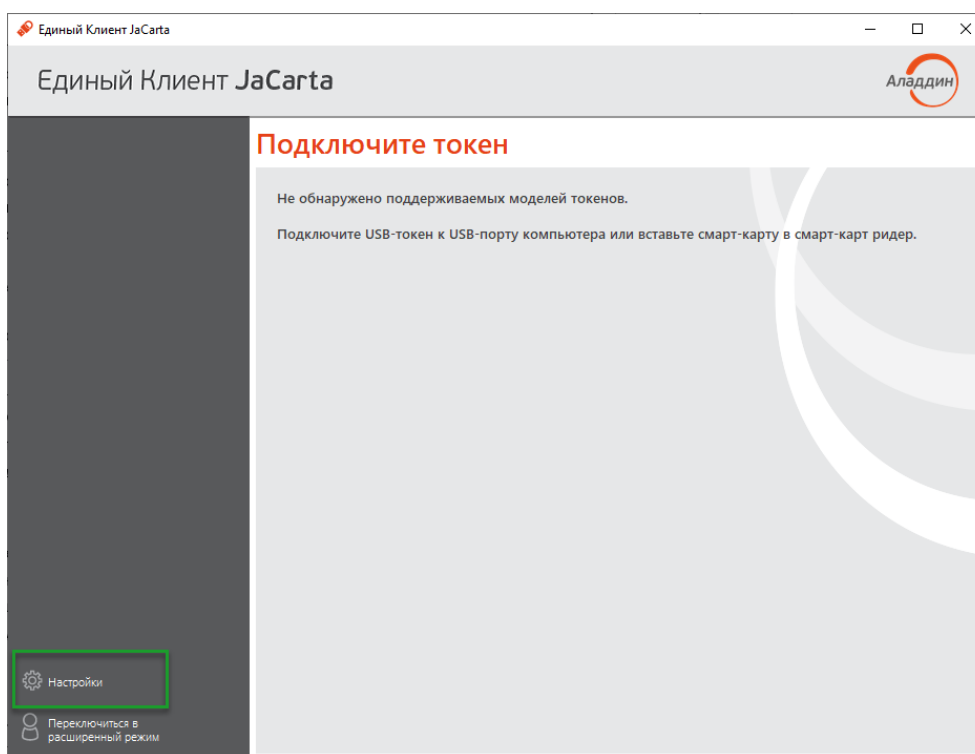 Единый Клиент JaCarta
Единый Клиент JaCarta
Аладдин
Подключите токен
Не обнаружено поддерживаемых моделей токенов.
Подключите USB-токен к USB-порту компьютера или вставьте смарт-карту в смарт-карт ридер.
Настройки
Переключиться в
расширенный режим